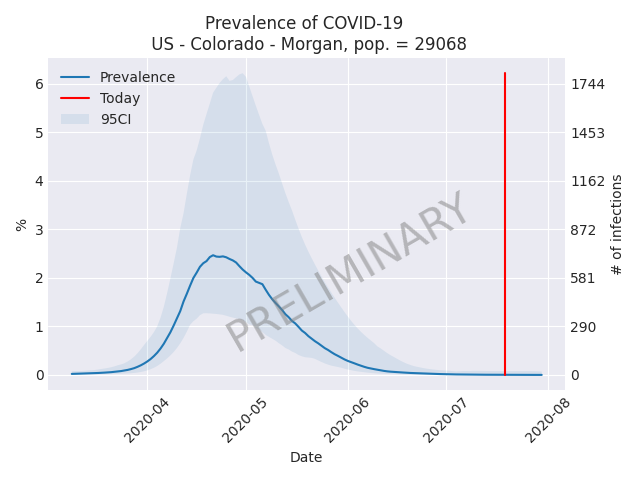 Prevalence of COVID-19
US - Colorado - Morgan, pop. = 29068
Prevalence
Today
95CI
6
5
4
3
2
1
0
%
1744
1453
1162
872
581
290
0
# of infections
PRELIMINARY
2020-04
2020-05
2020-06
2020-07
2020-08
Date